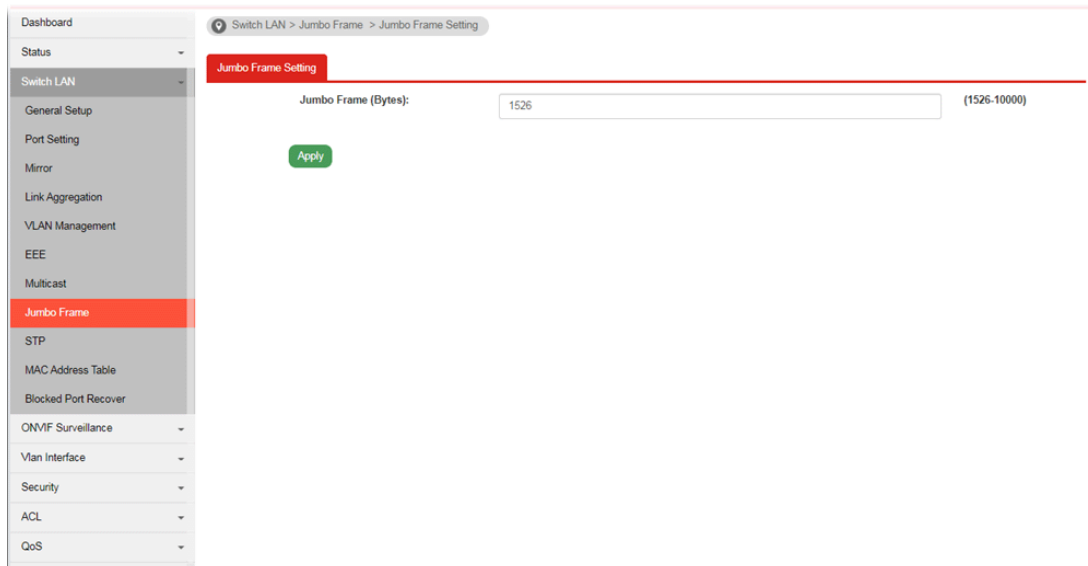 Dashboard
Switch LAN > Jumbo Frame > Jumbo Frame Setting
Status
Jumbo Frame Setting
Switch LAN
Jumbo Frame (Bytes):
1526
(1526-10000)
General Setup
Port Setting
Apply
Mirror
Link Aggregation
VLAN Management
EEE
Multicast
Jumbo Frame
STP
MAC Address Table
Blocked Port Recover
ONVIF Surveillance
Vlan Interface
Security
ACL
QoS